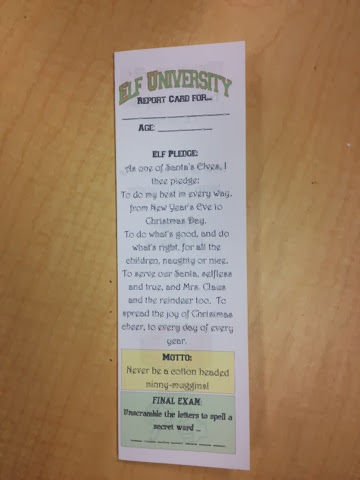 ELF UNIVERSITY
REPORT CARD FOR...
AGE:
ELF PLEDGE:
As one of Santa's Elves, I
thee pledge:
To do my best in every way,
from New Year's Eve to
Christmas Day.
To do what's good, and do
what's right, for all the
children, naughty or nice.
To serve our Santa, selfless
and true, and Mrs. Claus
and the reindeer too. To
spread the joy of Christmas
cheer, to every day of every
year.
MOTTO:
Never be a cotton headed
ninny-muggins!
FINAL EXAM:
Unscramble the letters to spell a
secret word ...